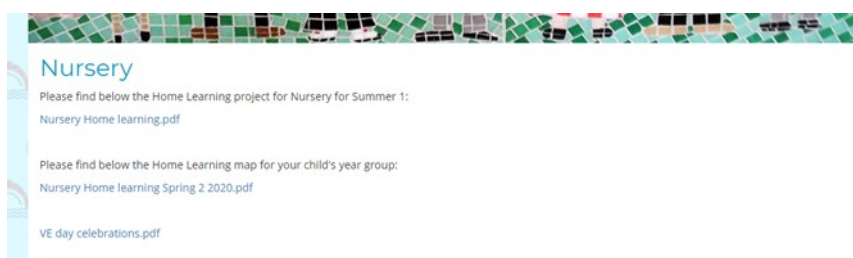 Nursery
Please find below the Home Learning project for Nursery for Summer 1:
Nursery Home learning.pdf
Please find below the Home Learning map for your child's year group:
Nursery Home learning Spring 2 2020.pdf
VE day celebrations.pdf